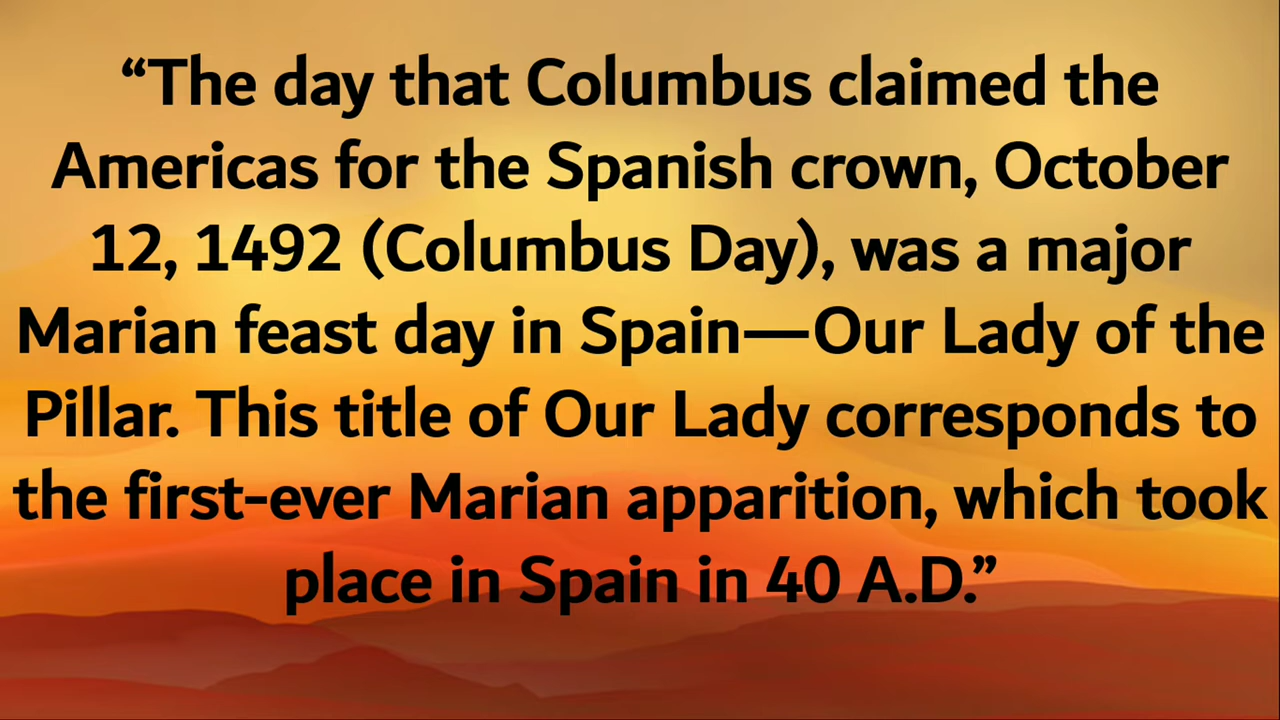 “The day that Columbus claimed the
Americas for the Spanish crown, October
12, 1492 (Columbus Day), was a major
Marian feast day in Spain—Our Lady of the
Pillar. This title of Our Lady corresponds to
the first-ever Marian apparition, which took
place in Spain in 40 A.D.”